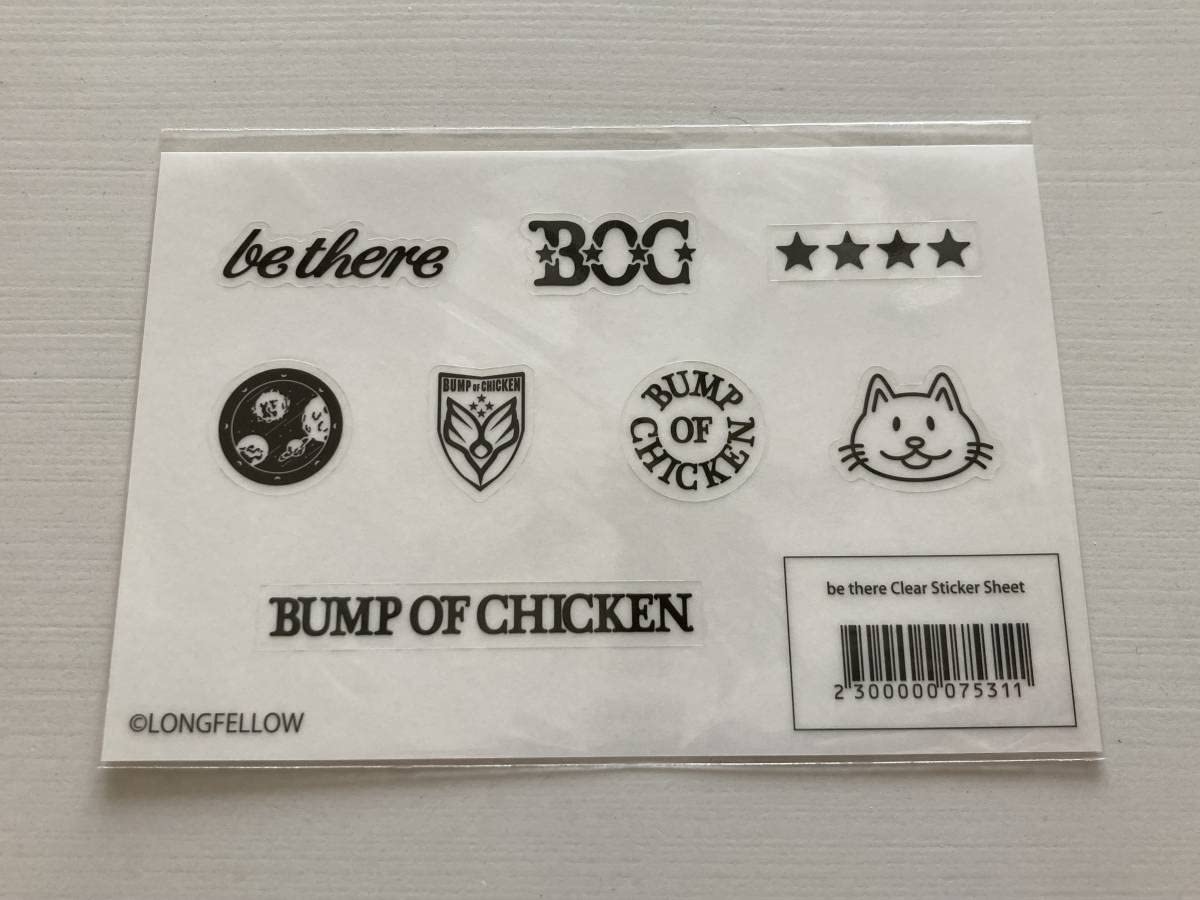 be there
BOC
BUMP OF CHICKEN
BUMP
OF
CHICKEN
BUMP OF CHICKEN
be there Clear Sticker Sheet
2 300000 075311
©LONGFELLOW